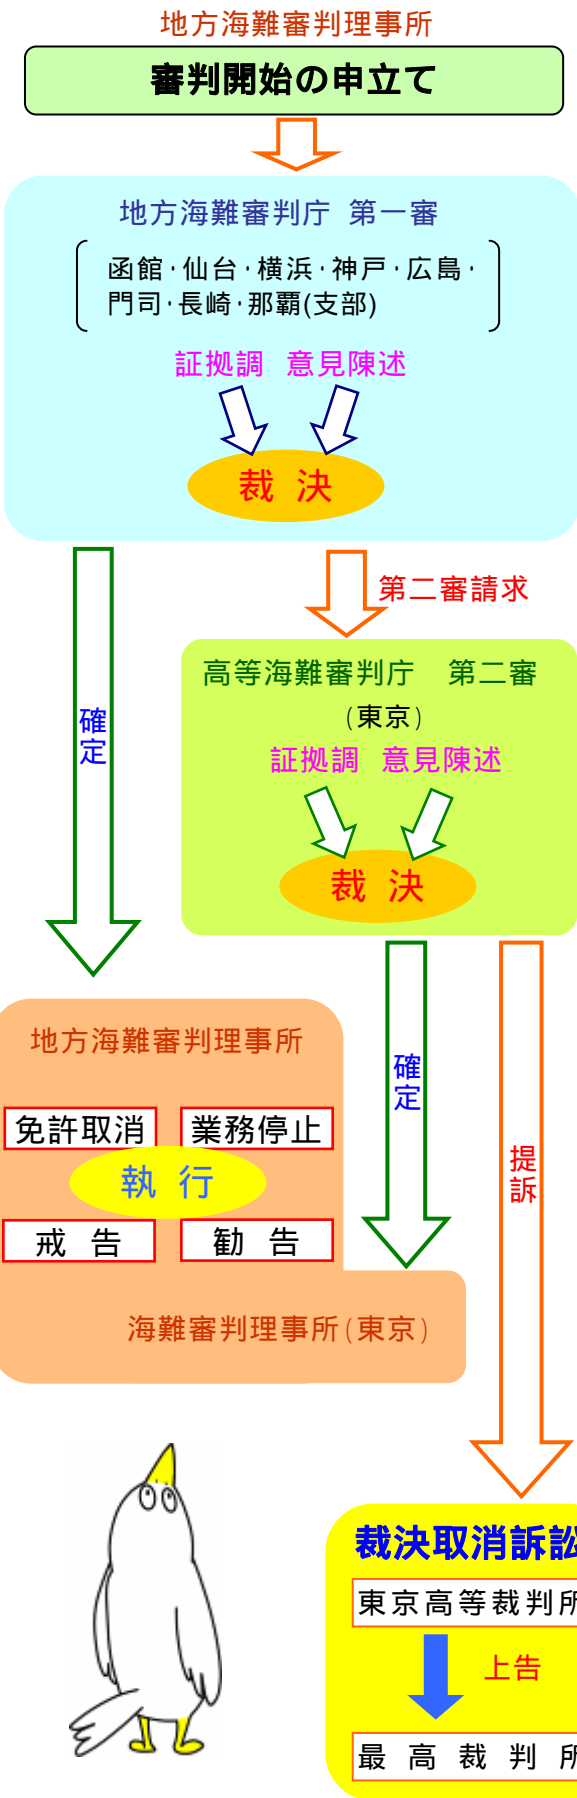 地方海難審判理事所
審判開始の申立て
地方海難審判庁 第一審
函館・仙台・横浜・神戸・広島・
門司・長崎・那覇(支部)
証拠調 意見陳述
裁 決
第二審請求
高等海難審判庁 第二審
(東京)
証拠調 意見陳述
裁 決
確定
地方海難審判理事所
確定
免許取消 業務停止
執 行
戒 告 勧 告
提訴
海難審判理事所(東京)
裁決取消訴訟
東京高等裁判所
上告
最 高 裁 判 所